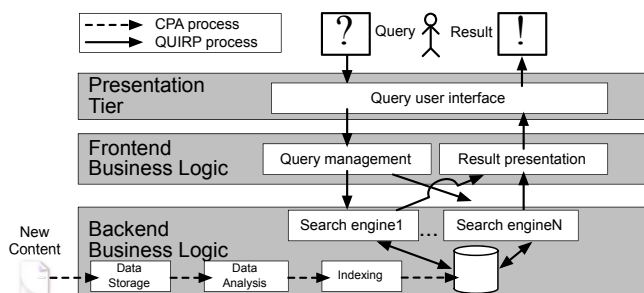 CPA process
QUIRP process
? Query Result !
Presentation
Tier
Query user interface
Frontend
Business Logic
Query management
Result presentation
New
Content
Backend
Business Logic
Search engine1
...
Search engineN
Data
Storage
Data
Analysis
Indexing